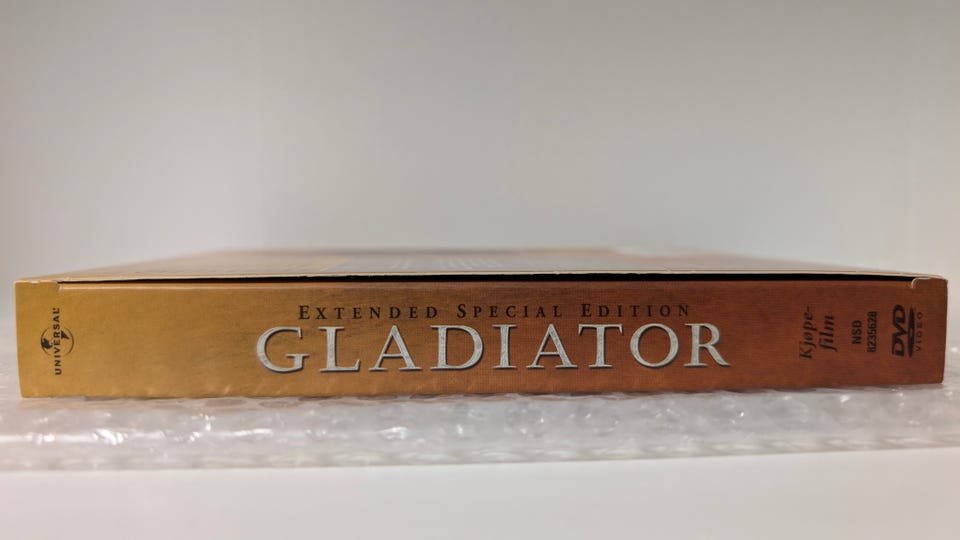 UNIVERSAL
EXTENDED SPECIAL EDITION
GLADIATOR
Kjøpe-
film
NSD
8235628
DVD
VIDEO